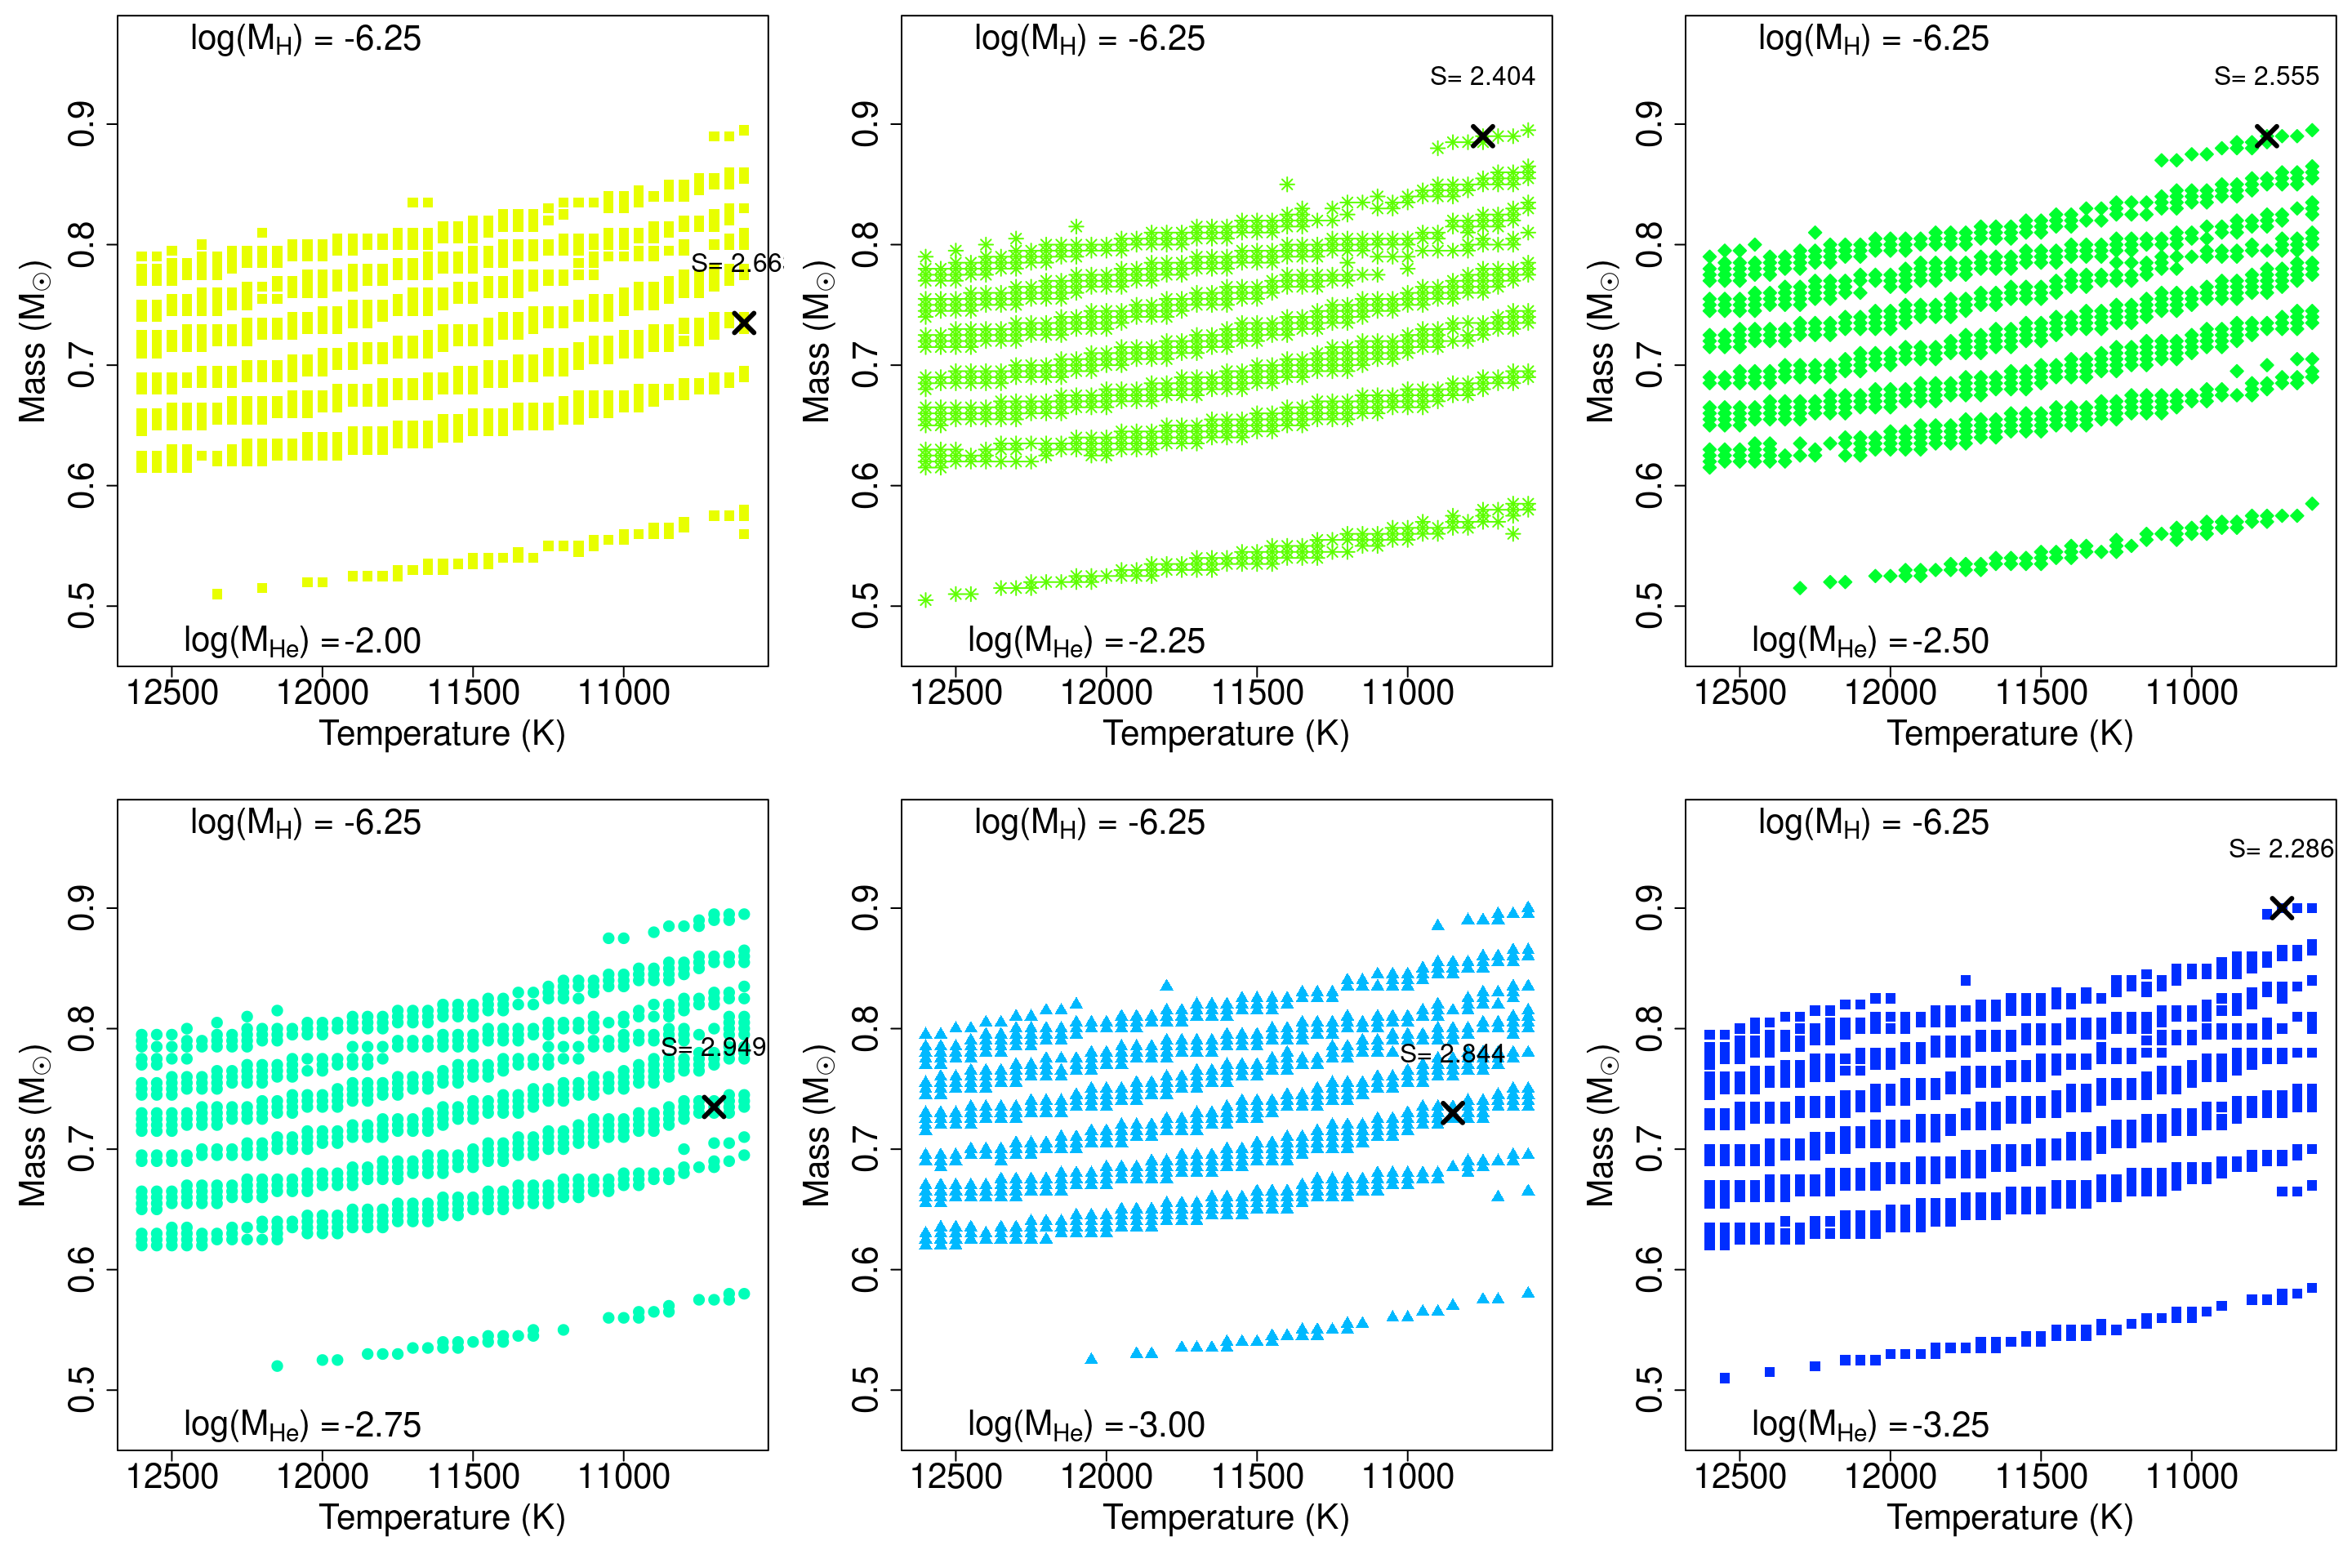 log(M_H) = -6.25
S= 2.66
0.9
0.8
0.7
0.6
0.5
Mass (M☉)
log(M_He) =-2.00
12500 12000 11500 11000
Temperature (K)
log(M_H) = -6.25
S= 2.404
0.9
0.8
0.7
0.6
0.5
Mass (M☉)
log(M_He) =-2.25
12500 12000 11500 11000
Temperature (K)
log(M_H) = -6.25
S= 2.555
0.9
0.8
0.7
0.6
0.5
Mass (M☉)
log(M_He) =-2.50
12500 12000 11500 11000
Temperature (K)
log(M_H) = -6.25
S= 2.949
0.9
0.8
0.7
0.6
0.5
Mass (M☉)
log(M_He) =-2.75
12500 12000 11500 11000
Temperature (K)
log(M_H) = -6.25
S= 2.844
0.9
0.8
0.7
0.6
0.5
Mass (M☉)
log(M_He) =-3.00
12500 12000 11500 11000
Temperature (K)
log(M_H) = -6.25
S= 2.286
0.9
0.8
0.7
0.6
0.5
Mass (M☉)
log(M_He) =-3.25
12500 12000 11500 11000
Temperature (K)